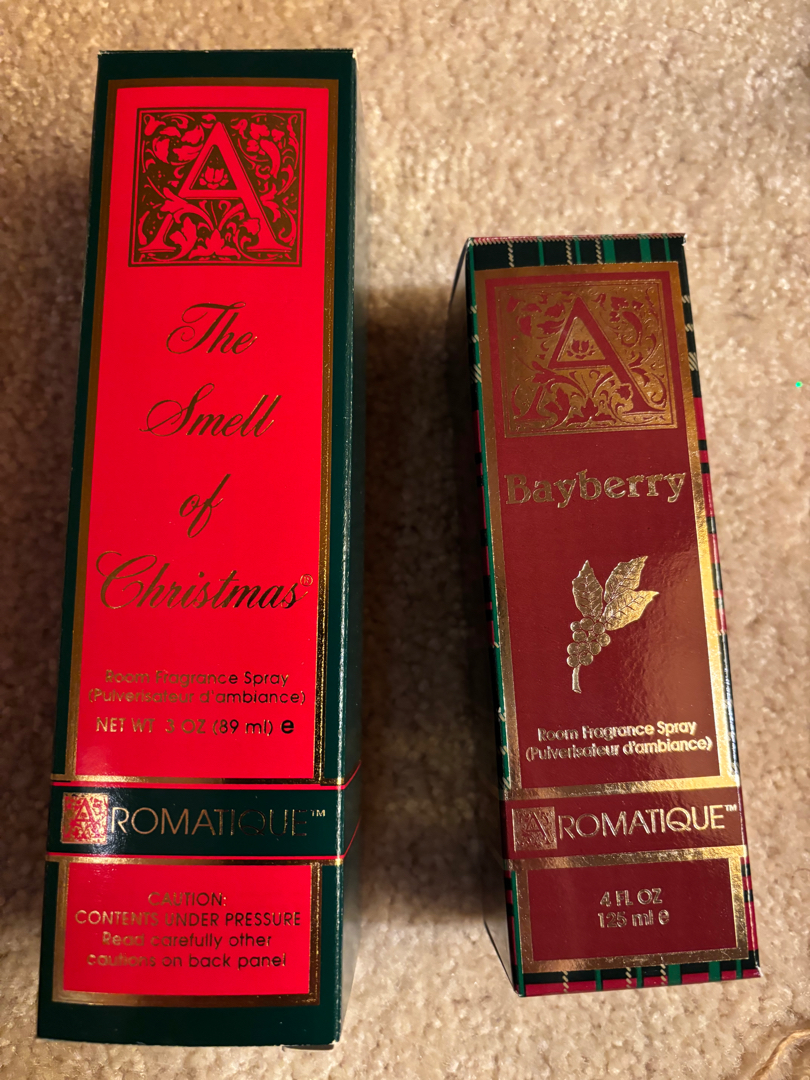 A
The
Smell
of
Christmas®
Room Fragrance Spray
(Pulverisateur d'ambiance)
NET WT 3 OZ (89 ml) e
AROMATIQUE™
CAUTION:
CONTENTS UNDER PRESSURE
Read carefully other
cautions on back panel
A
Bayberry
Room Fragrance Spray
(Pulverisateur d'ambiance)
AROMATIQUE™
4 FL OZ
125 ml e